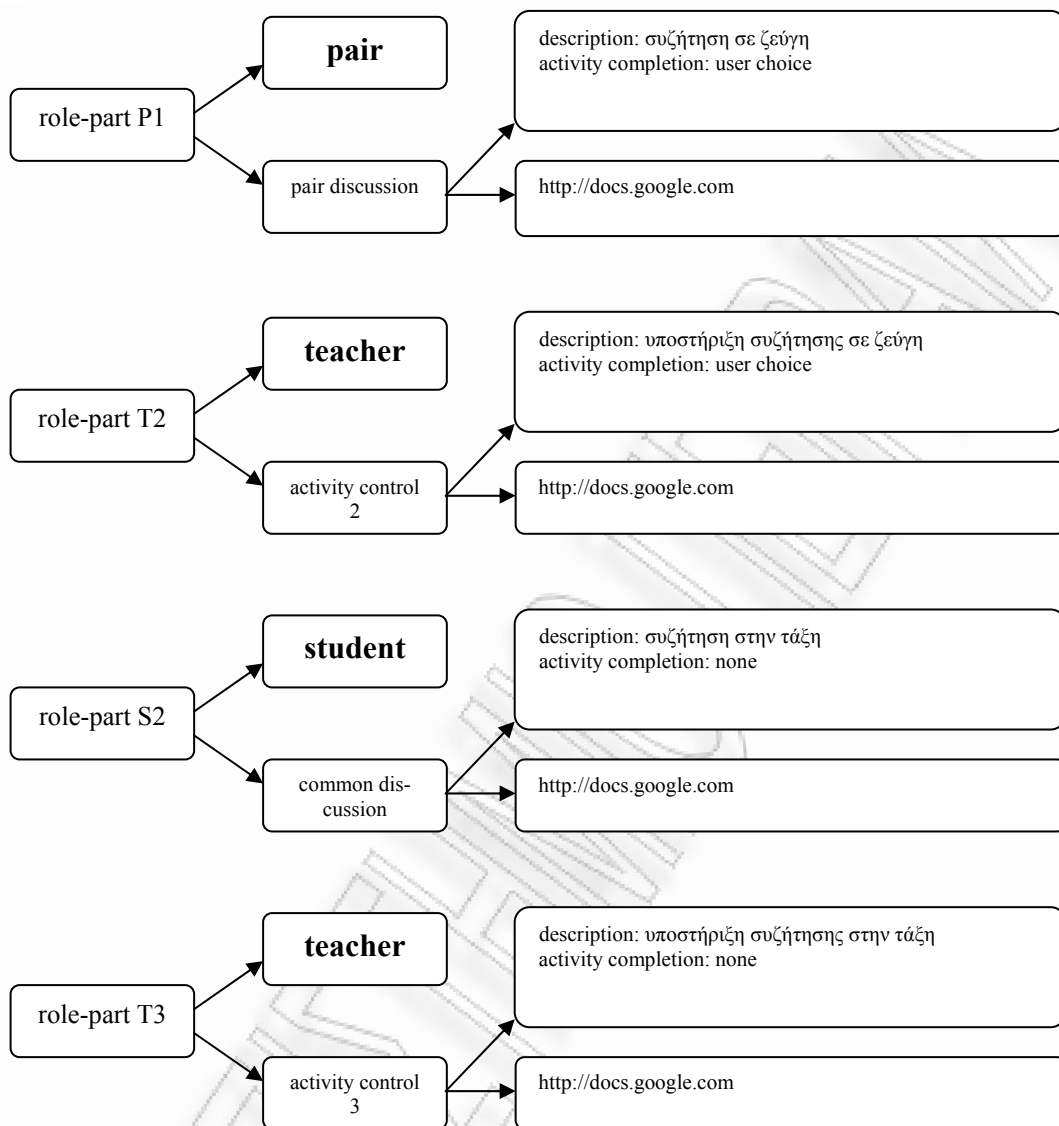 pair
description: συζήτηση σε ζεύγη
activity completion: user choice
role-part P1
pair discussion
http://docs.google.com
teacher
description: υποστήριξη συζήτησης σε ζεύγη
activity completion: user choice
role-part T2
activity control
2
http://docs.google.com
student
description: συζήτηση στην τάξη
activity completion: none
role-part S2
common dis-
cussion
http://docs.google.com
teacher
description: υποστήριξη συζήτησης στην τάξη
activity completion: none
role-part T3
activity control
3
http://docs.google.com